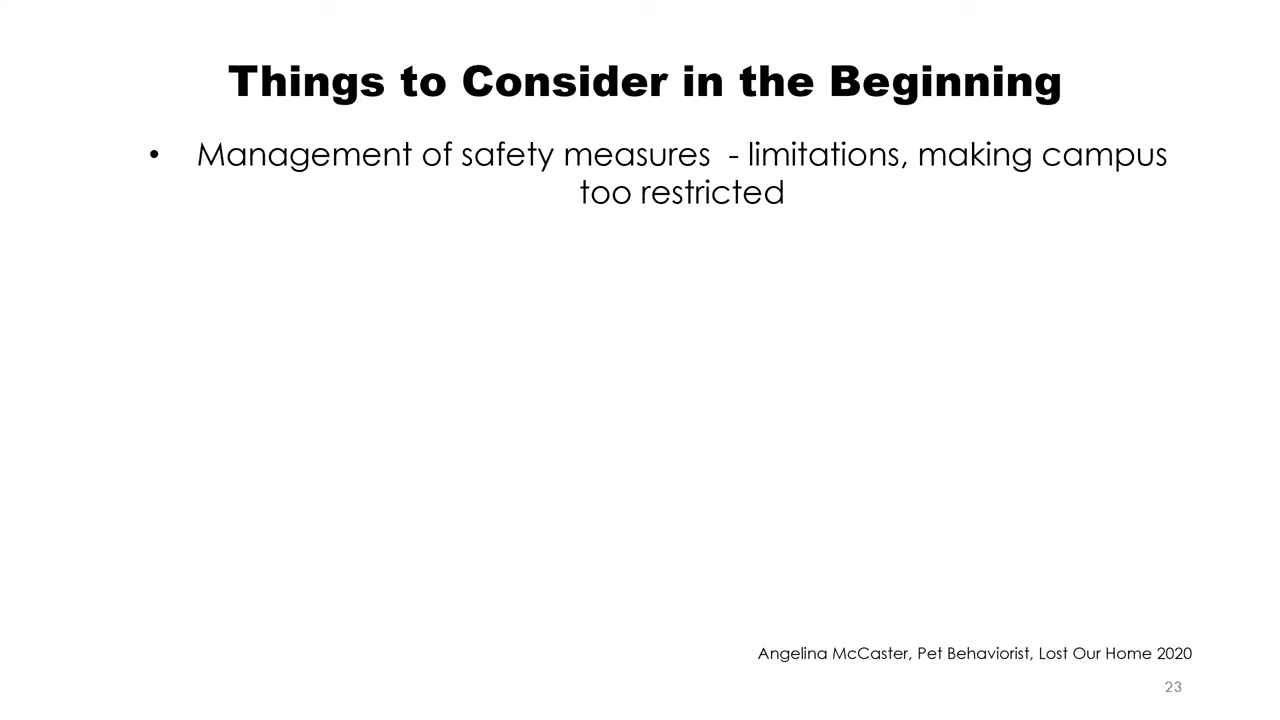 Things to Consider in the Beginning
• Management of safety measures - limitations, making campus
too restricted
Angelina McCaster, Pet Behaviorist, Lost Our Home 2020
23